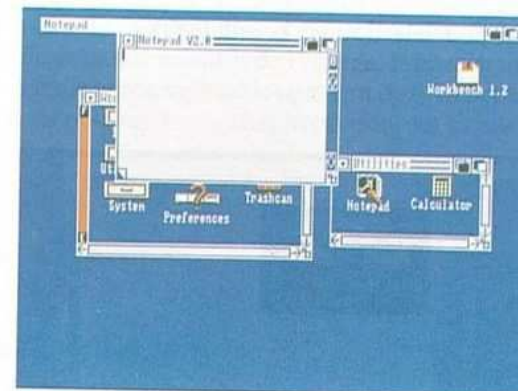 Notepad
Notepad V2.0
Workbench 1.2
Utilities
System
Preferences
Trashcan
Notepad
Calculator